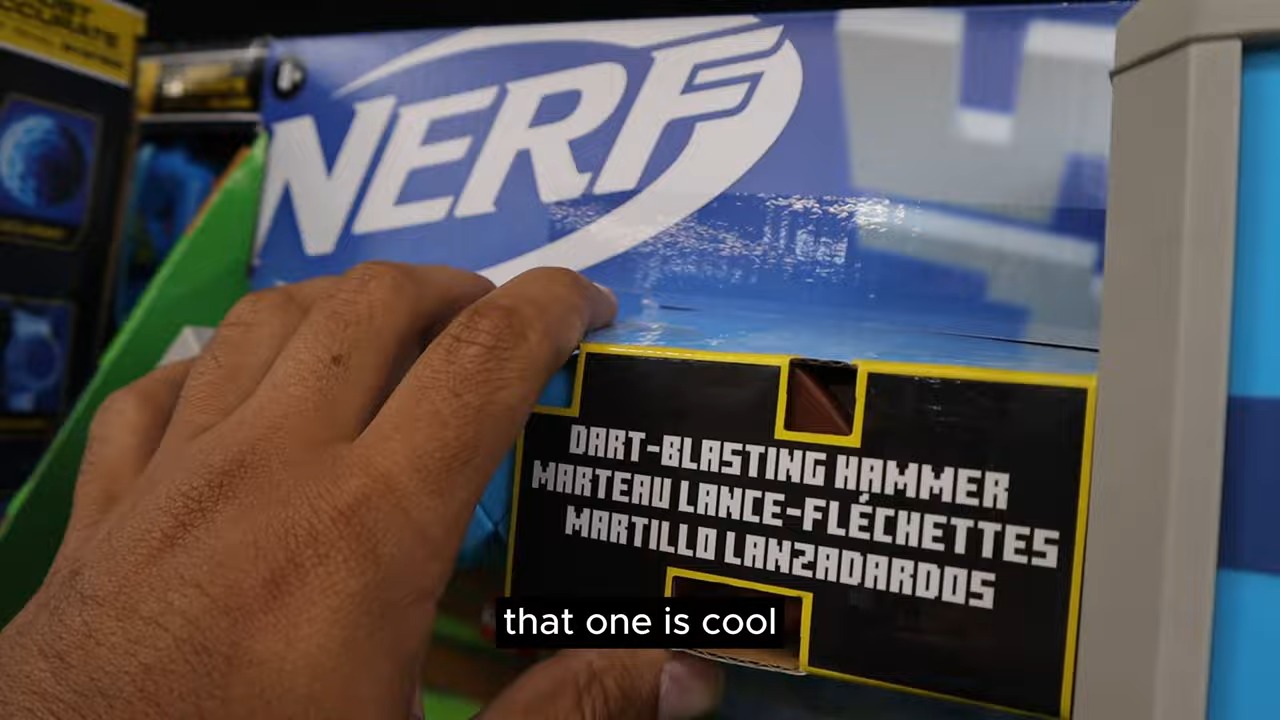 NERF
DART-BLASTING HAMMER
MARTEAU LANCE-FLÉCHETTES
MARTILLO LANZADARDOS
that one is cool